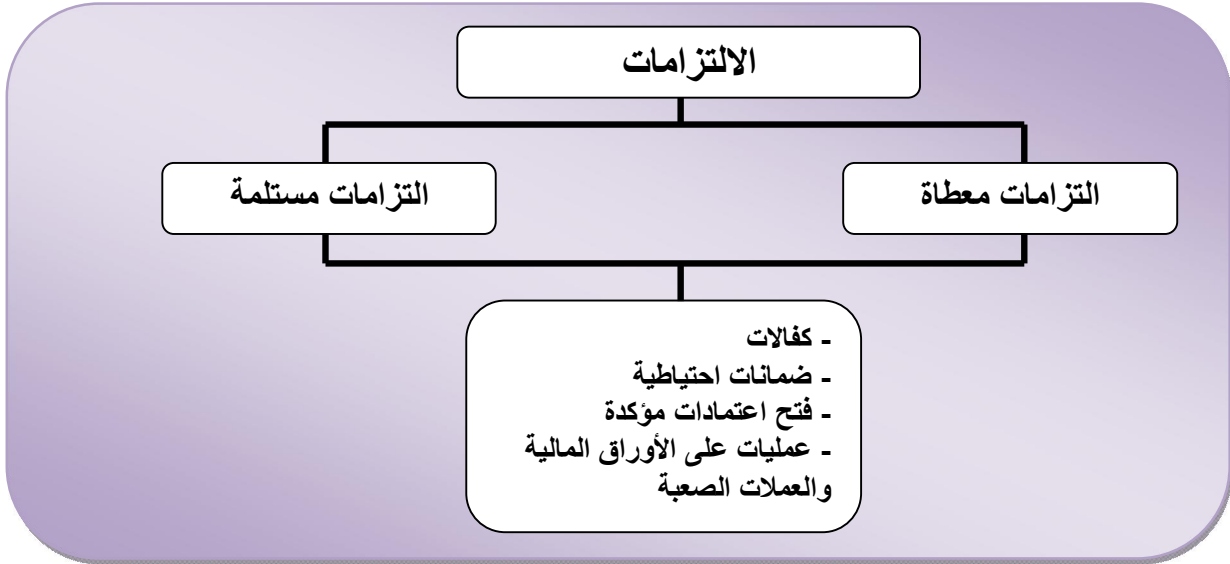 الالتزامات
التزامات معطاة
التزامات مستلمة
- كفالات
- ضمانات احتياطية
- فتح اعتمادات مؤكدة
- عمليات على الأوراق المالية
والعملات الصعبة